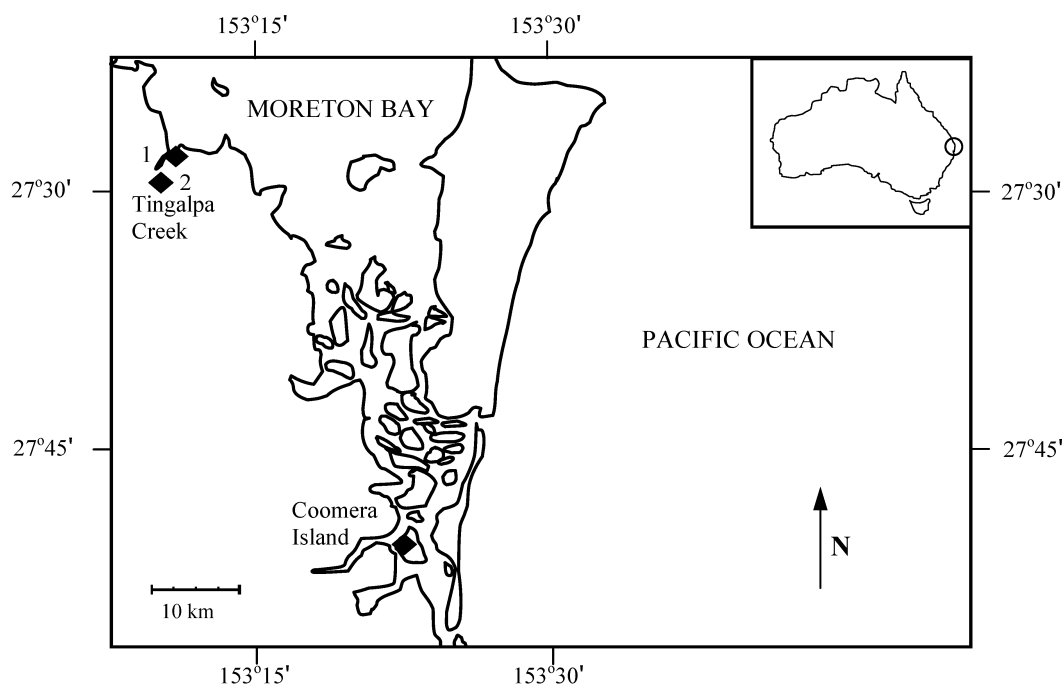 153°15'
153°30'
MORETON BAY
1
2
27°30'
27°30'
Tingalpa
Creek
PACIFIC OCEAN
27°45'
27°45'
Coomera
Island
N
10 km
153°15'
153°30'